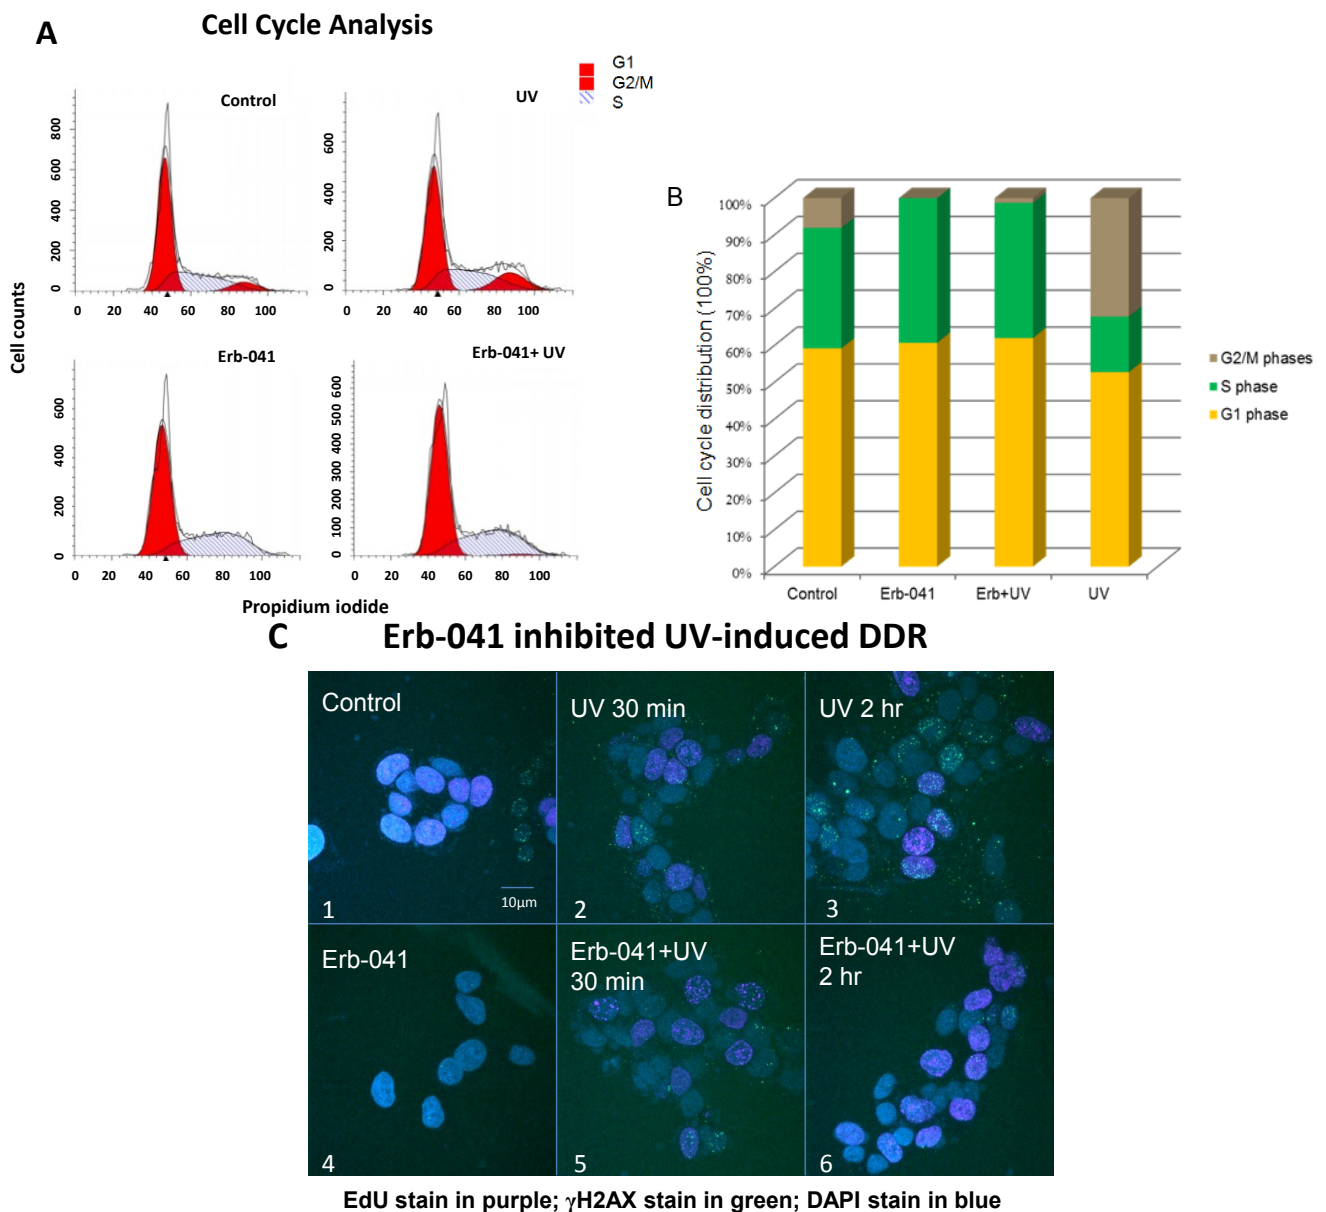 A
Cell Cycle Analysis
G1
G2/M
S
Control
UV
800
600
400
200
0
0 20 40 60 80 100
600
400
200
0
0 20 40 60 80 100
Erb-041
Erb-041+ UV
600
400
200
0
0 20 40 60 80 100
600
500
400
300
200
100
0
0 20 40 60 80 100
Cell counts
Propidium iodide
B
Cell cycle distribution (100%)
100%
90%
80%
70%
60%
50%
40%
30%
20%
10%
0%
Control Erb-041 Erb+UV UV
G2/M phases
S phase
G1 phase
C Erb-041 inhibited UV-induced DDR
Control
10µm
1
UV 30 min
2
UV 2 hr
3
Erb-041
4
Erb-041+UV
30 min
5
Erb-041+UV
2 hr
6
EdU stain in purple; γH2AX stain in green; DAPI stain in blue